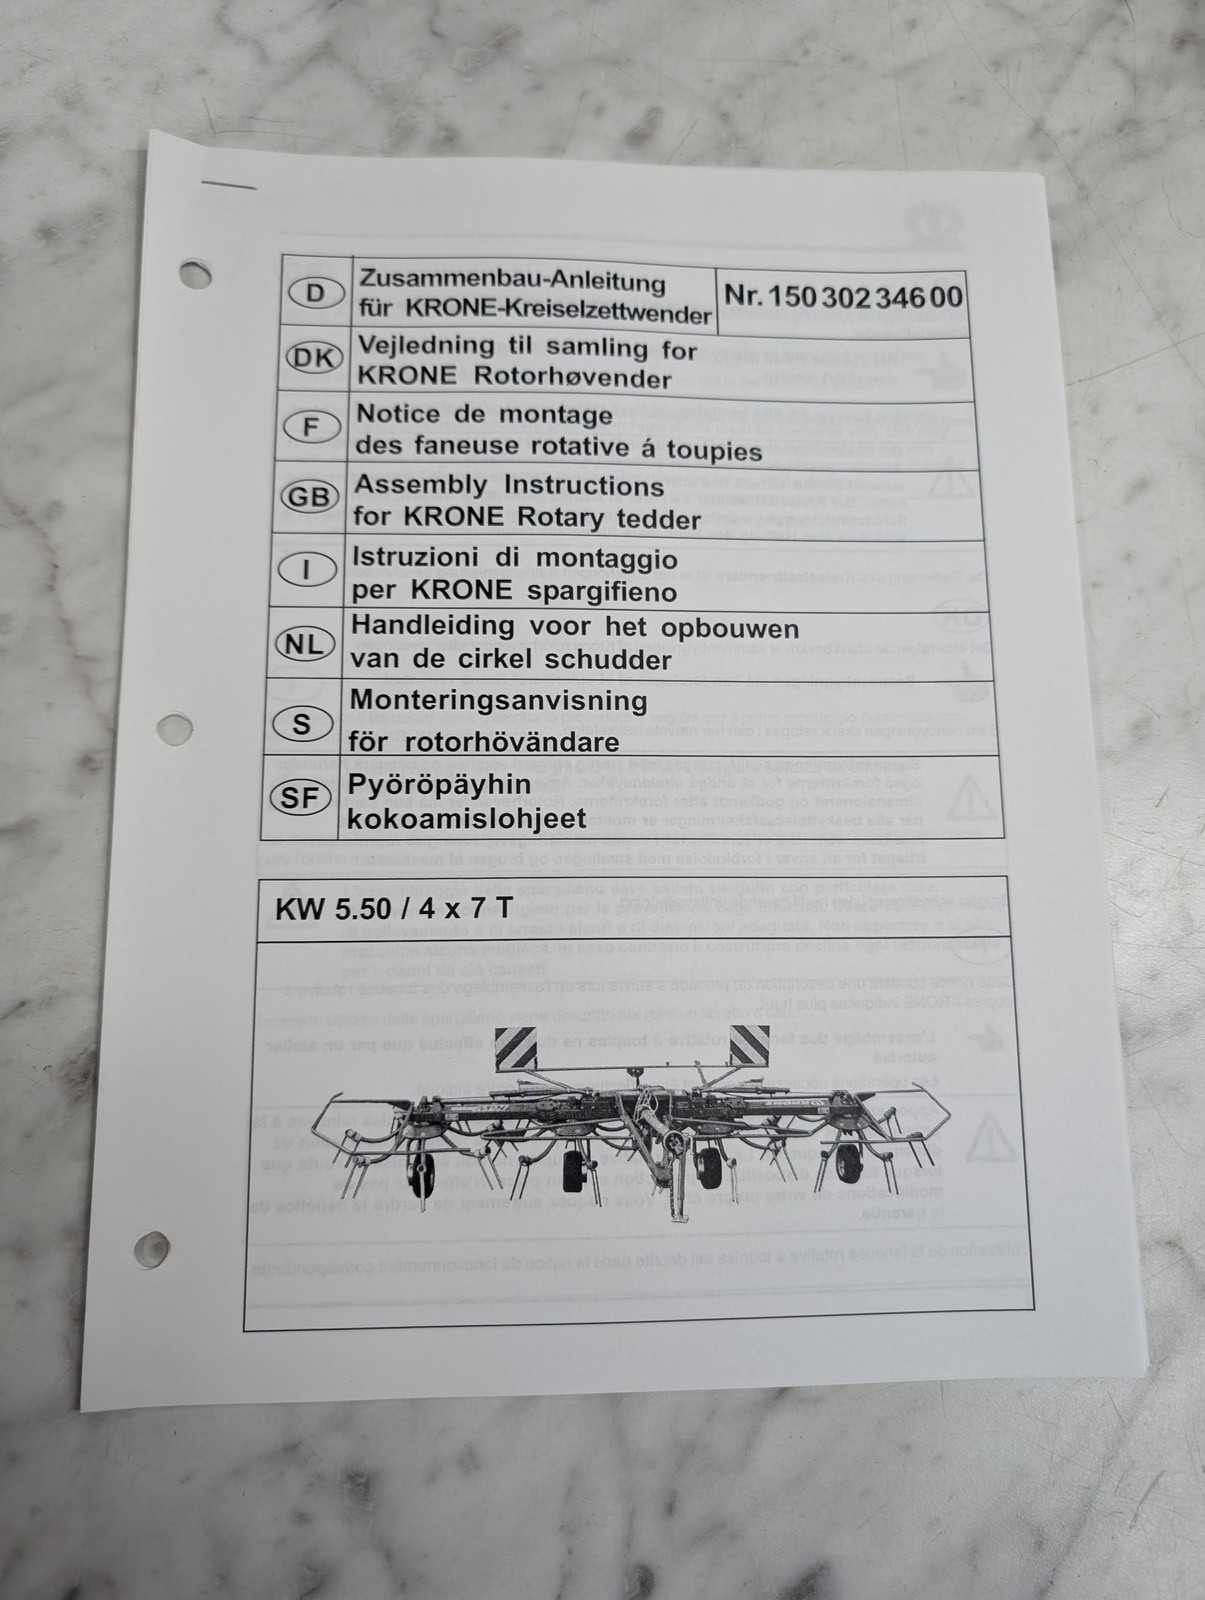 D
Zusammenbau-Anleitung
für KRONE-Kreiselzettwender
Nr. 150 302 346 00
DK
Vejledning til samling for
KRONE Rotorhøvender
F
Notice de montage
des faneuse rotative á toupies
GB
Assembly Instructions
for KRONE Rotary tedder
I
Istruzioni di montaggio
per KRONE spargifieno
NL
Handleiding voor het opbouwen
van de cirkel schudder
S
Monteringsanvisning
för rotorhövändare
SF
Pyöröpäyhin
kokoamislohjeet
KW 5.50 / 4 x 7 T